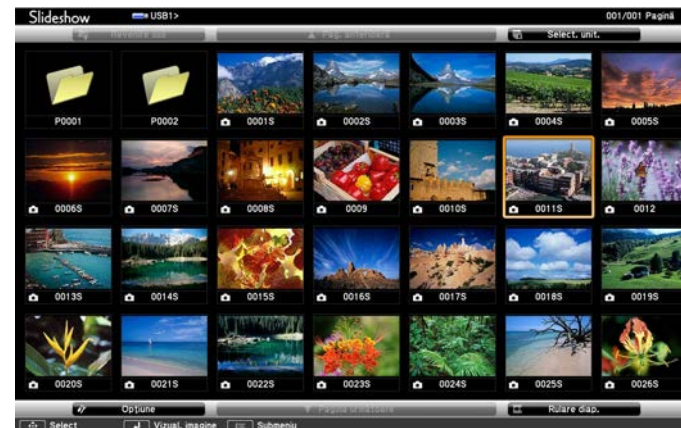 Slideshow USB1> 001/001 Pagină
Revenire sus Pag. anterioară Select. unit.
P0001 P0002 0001S 0002S 0003S 0004S 0005S
0006S 0007S 0008S 0009 0010S 0011S 0012
0013S 0014S 0015S 0016S 0017S 0018S 0019S
0020S 0021S 0022S 0023S 0024S 0025S 0026S
Opţiune Pagina următoare Rulare diap.
Select Vizual. imagine Submeniu